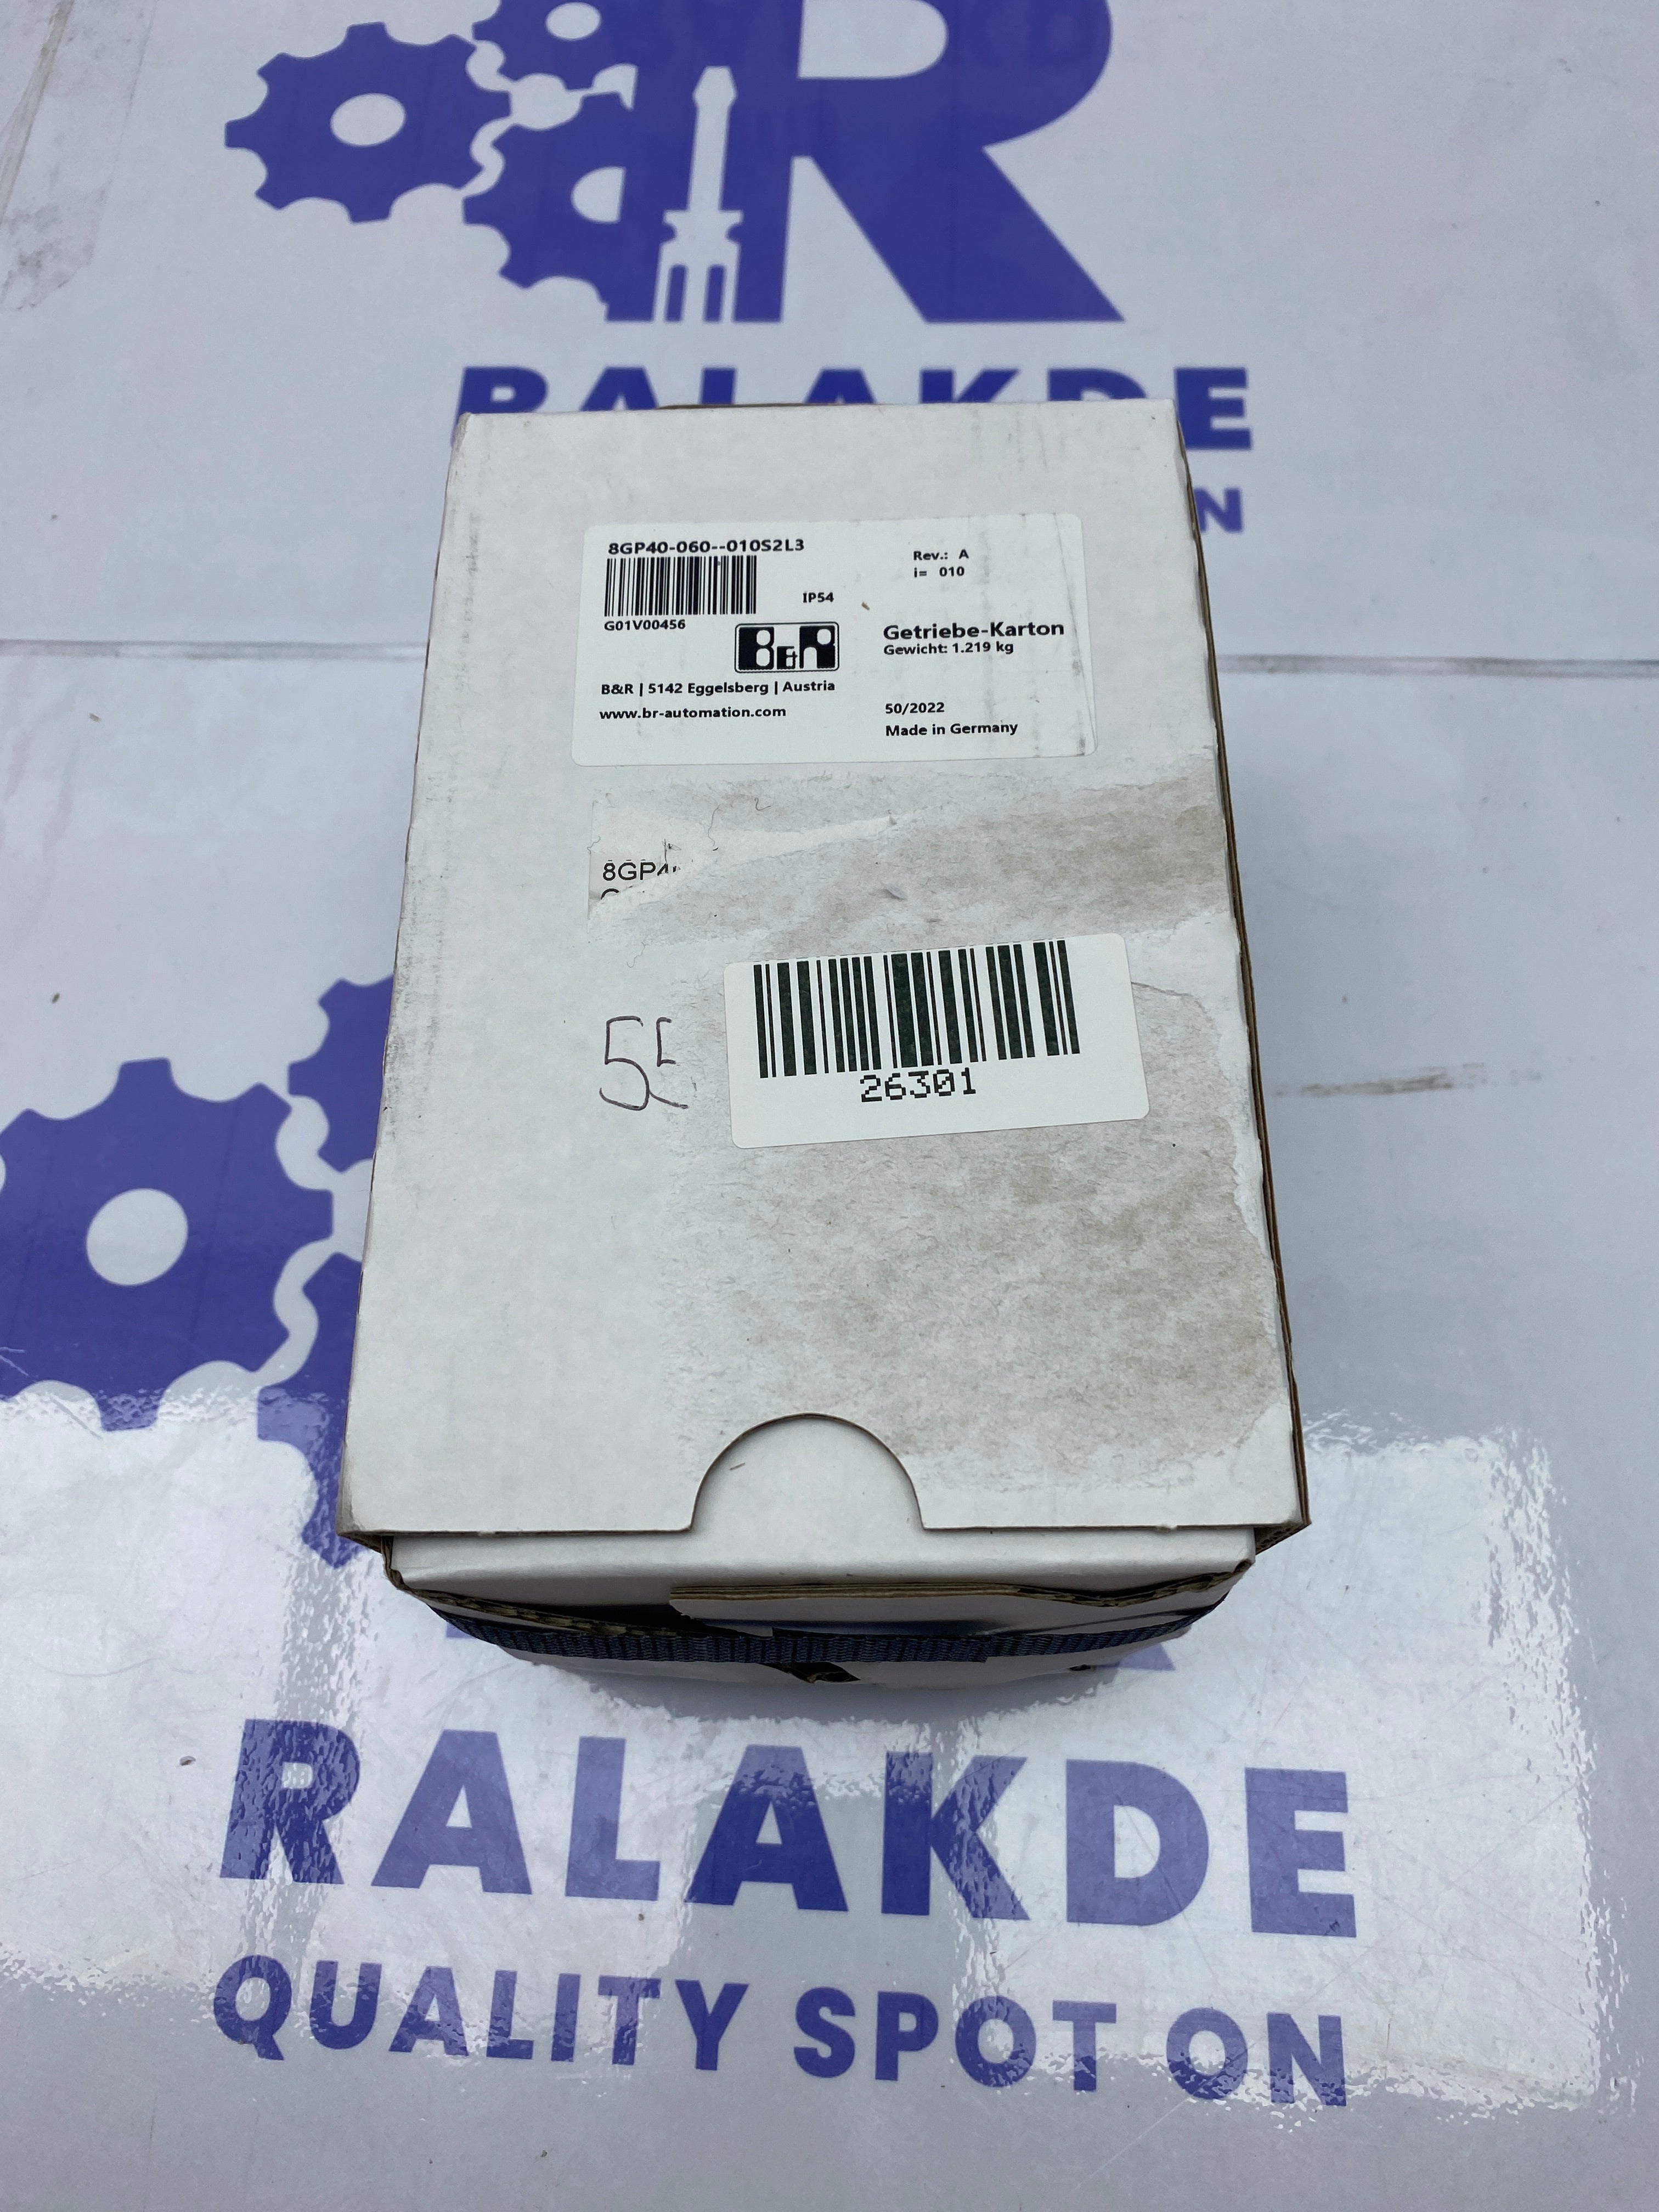 R
RALAKDE
N
8GP40-060--010S2L3
Rev.: A
i= 010
IP54
G01V00456
B&R
Getriebe-Karton
Gewicht: 1.219 kg
B&R | 5142 Eggelsberg | Austria
www.br-automation.com
50/2022
Made in Germany
8GP4
55
26301
RALAKDE
QUALITY SPOT ON